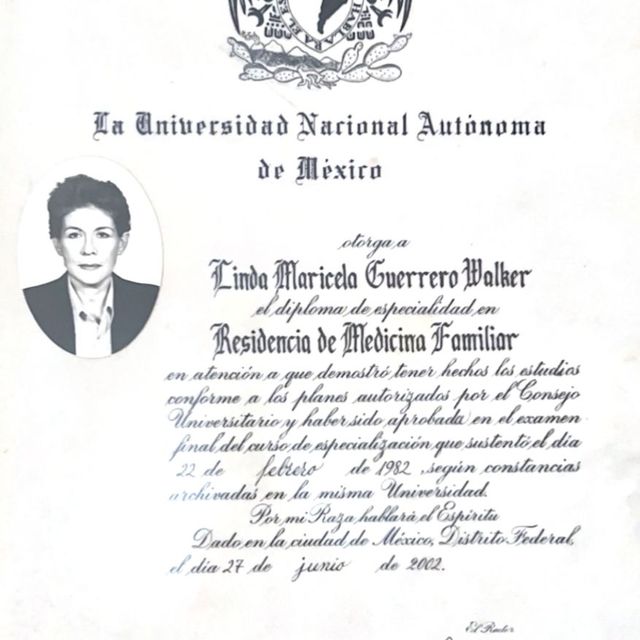 HABLARA EL ES
La Universidad Nacional Autónoma
de México
otorga a
Linda Maricela Guerrero Walker
el diploma de especialidad en
Residencia de Medicina Familiar
en atención a que demostró tener hechos los estudios
conforme a los planes autorizados por el Consejo
Universitario y haber sido aprobada en el examen
final del curso de especialización que sustentó el día
22 de febrero de 1982, según constancias
archivadas en la misma Universidad.
Por mi Raza hablará el Espíritu
Dado en la ciudad de México, Distrito Federal,
el día 27 de junio de 2002.
El Rector